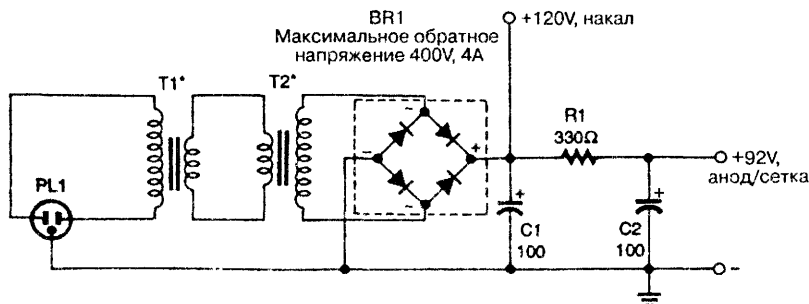 BR1
Максимальное обратное
напряжение 400V, 4A
+120V, накал
T1*
T2*
R1
330Ω
+92V,
анод/сетка
PL1
~
–
+
~
+
C1
100
+
C2
100
–